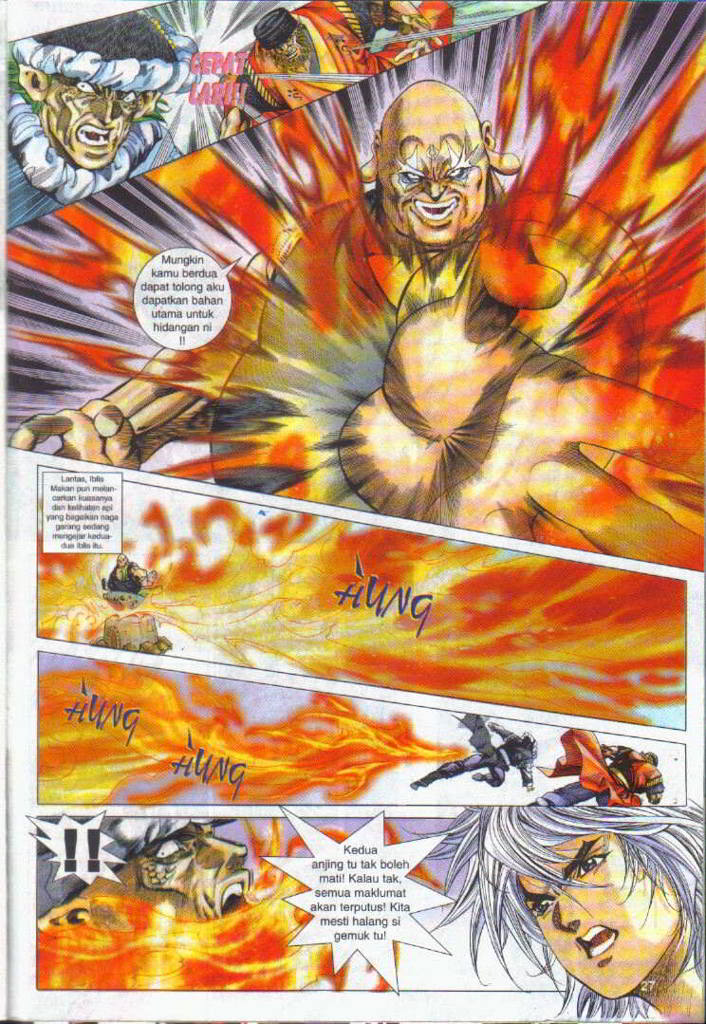 CEPAT
LARI!!
Mungkin
kamu berdua
dapat tolong aku
dapatkan bahan
utama untuk
hidangan ni
!!
Lantas, Iblis
Makan pun melan-
carkan kuasanya
dan kelihatan api
yang bagaikan naga
garang sedang
mengejar kedua-
dua iblis itu.
HUNG
HUNG
HUNG
!!
Kedua
anjing tu tak boleh
mati! Kalau tak,
semua maklumat
akan terputus! Kita
mesti halang si
gemuk tu!
27